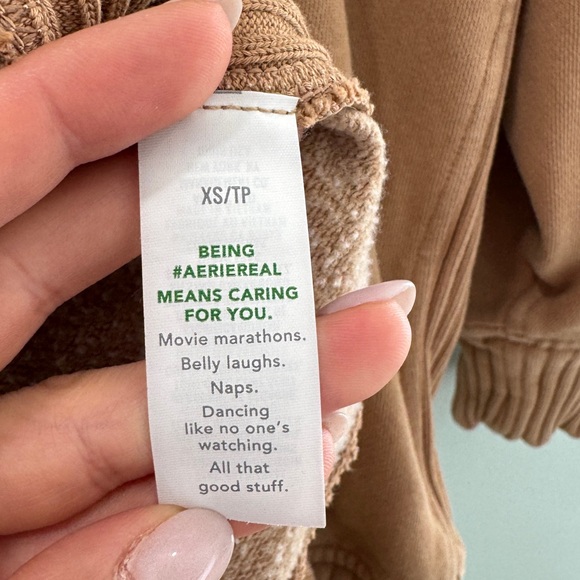 XS/TP
BEING
#AERIEREAL
MEANS CARING
FOR YOU.
Movie marathons.
Belly laughs.
Naps.
Dancing
like no one's
watching.
All that
good stuff.